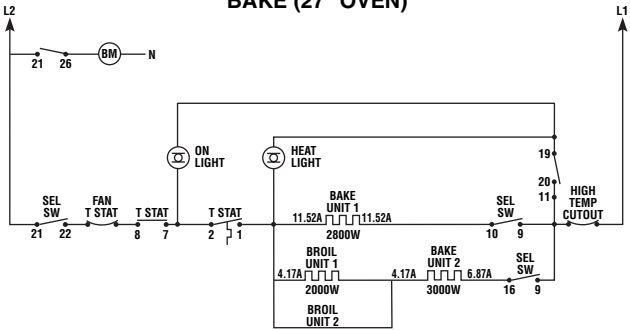 BAKE (27" OVEN)
L2
L1
BM
N
21 26
ON
LIGHT
HEAT
LIGHT
19
20
11
HIGH
TEMP
CUTOUT
SEL
SW
21 22
FAN
T STAT
T STAT
8 7
T STAT
2 1
BAKE
UNIT 1
11.52A 11.52A
2800W
SEL
SW
10 9
BROIL
UNIT 1
4.17A
2000W
BROIL
UNIT 2
BAKE
UNIT 2
4.17A 6.87A
3000W
SEL
SW
16 9